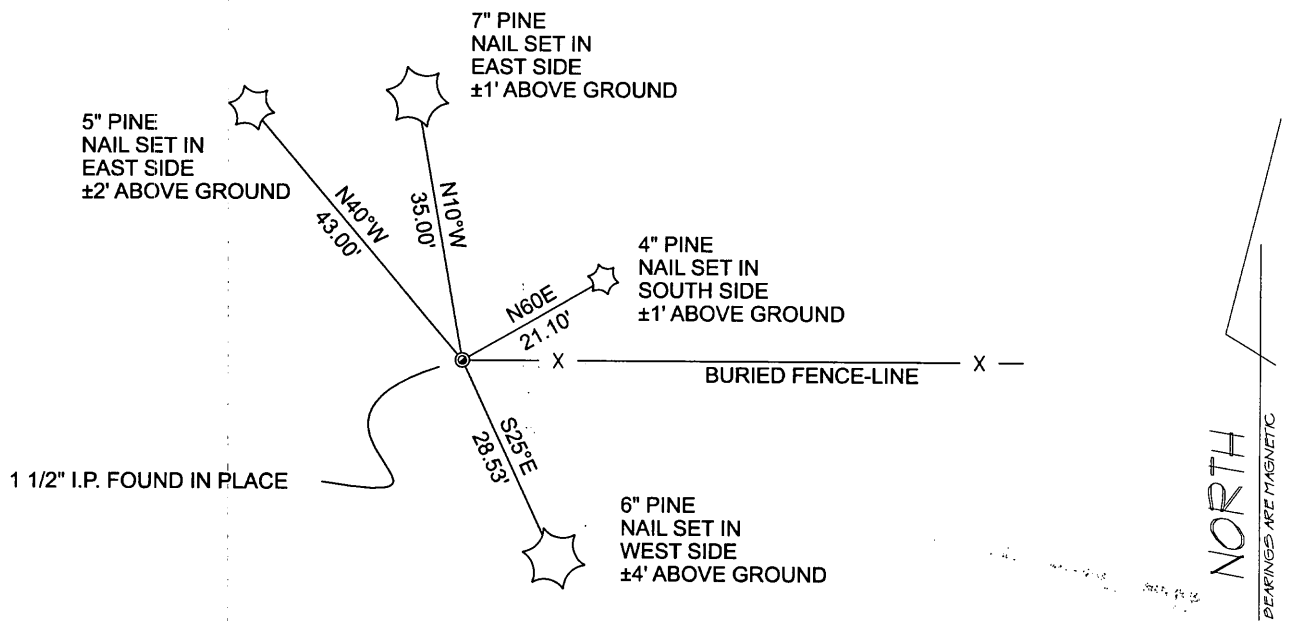 7" PINE
NAIL SET IN
EAST SIDE
±1' ABOVE GROUND
5" PINE
NAIL SET IN
EAST SIDE
±2' ABOVE GROUND
N40°W
43.00'
N10°W
35.00'
4" PINE
NAIL SET IN
SOUTH SIDE
±1' ABOVE GROUND
N60E
21.10'
X
X
BURIED FENCE-LINE
S25°E
28.53'
1 1/2" I.P. FOUND IN PLACE
6" PINE
NAIL SET IN
WEST SIDE
±4' ABOVE GROUND
NORTH
BEARINGS ARE MAGNETIC